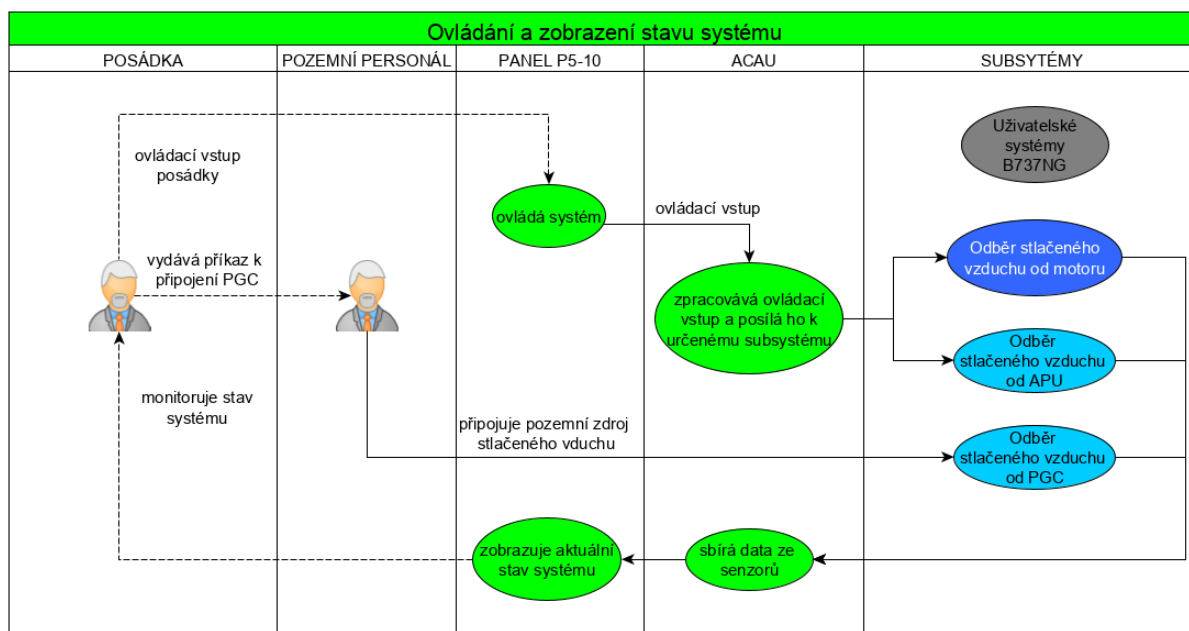 Ovládání a zobrazení stavu systému
POSÁDKA
POZEMNÍ PERSONÁL
PANEL P5-10
ACAU
SUBSYTÉMY
Uživatelské
systémy
B737NG
ovládací vstup
posádky
ovládá systém
ovládací vstup
Odběr stlačeného
vzduchu od motoru
vydává příkaz k
připojení PGC
zpracovává ovládací
vstup a posílá ho k
určenému subsystému
Odběr
stlačeného vzduchu
od APU
monitoruje stav
systému
připojuje pozemní zdroj
stlačeného vduchu
Odběr
stlačeného vzduchu
od PGC
zobrazuje aktuální
stav systému
sbírá data ze
senzorů